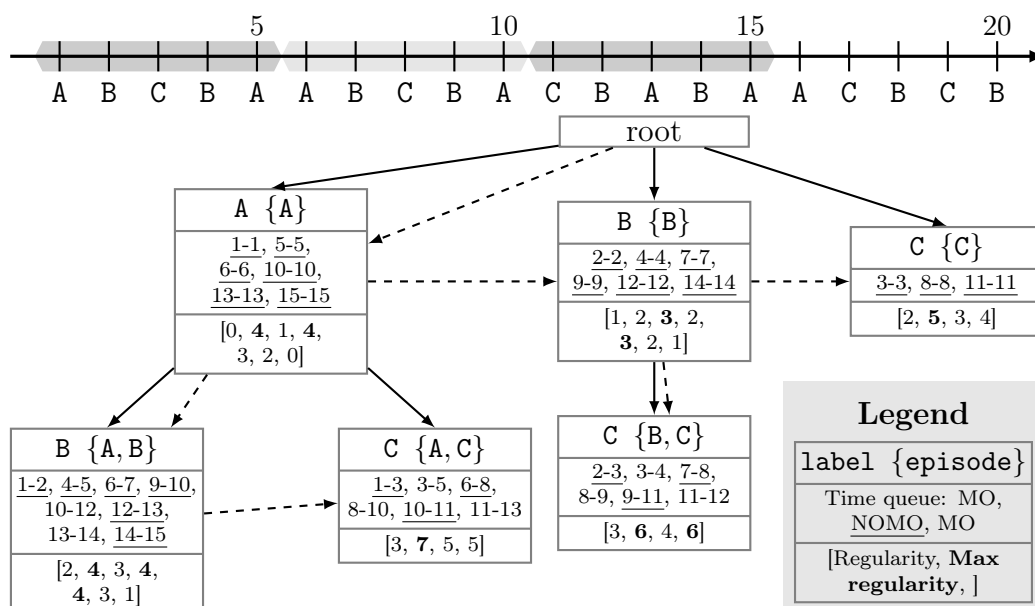 5 10 15 20
A B C B A A B C B A C B A B A A C B C B
root
A {A}
1-1, 5-5,
6-6, 10-10,
13-13, 15-15
[0, 4, 1, 4,
3, 2, 0]
B {B}
2-2, 4-4, 7-7,
9-9, 12-12, 14-14
[1, 2, 3, 2,
3, 2, 1]
C {C}
3-3, 8-8, 11-11
[2, 5, 3, 4]
B {A,B}
1-2, 4-5, 6-7, 9-10,
10-12, 12-13,
13-14, 14-15
[2, 4, 3, 4,
4, 3, 1]
C {A,C}
1-3, 3-5, 6-8,
8-10, 10-11, 11-13
[3, 7, 5, 5]
C {B,C}
2-3, 3-4, 7-8,
8-9, 9-11, 11-12
[3, 6, 4, 6]
Legend
label {episode}
Time queue: MO,
NOMO, MO
[Regularity, Max
regularity, ]